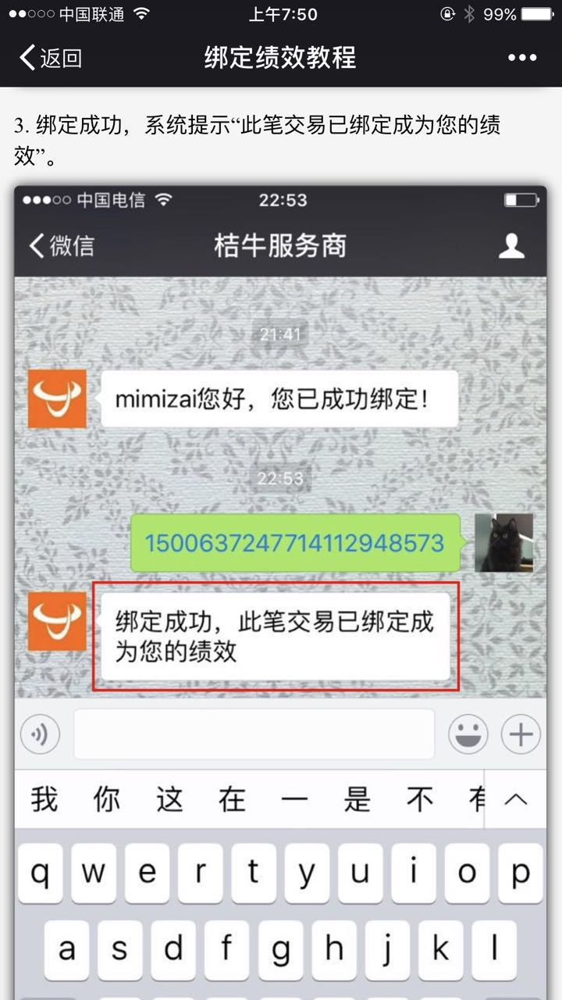 中国联通 上午7:50 99%
返回 绑定绩效教程
3. 绑定成功，系统提示“此笔交易已绑定成为您的绩
效”。
中国电信 22:53
微信 桔牛服务商
21:41
mimizai您好，您已成功绑定！
22:53
1500637247714112948573
绑定成功，此笔交易已绑定成
为您的绩效
我 你 这 在 一 是 不 有
q w e r t y u i o p
a s d f g h j k l